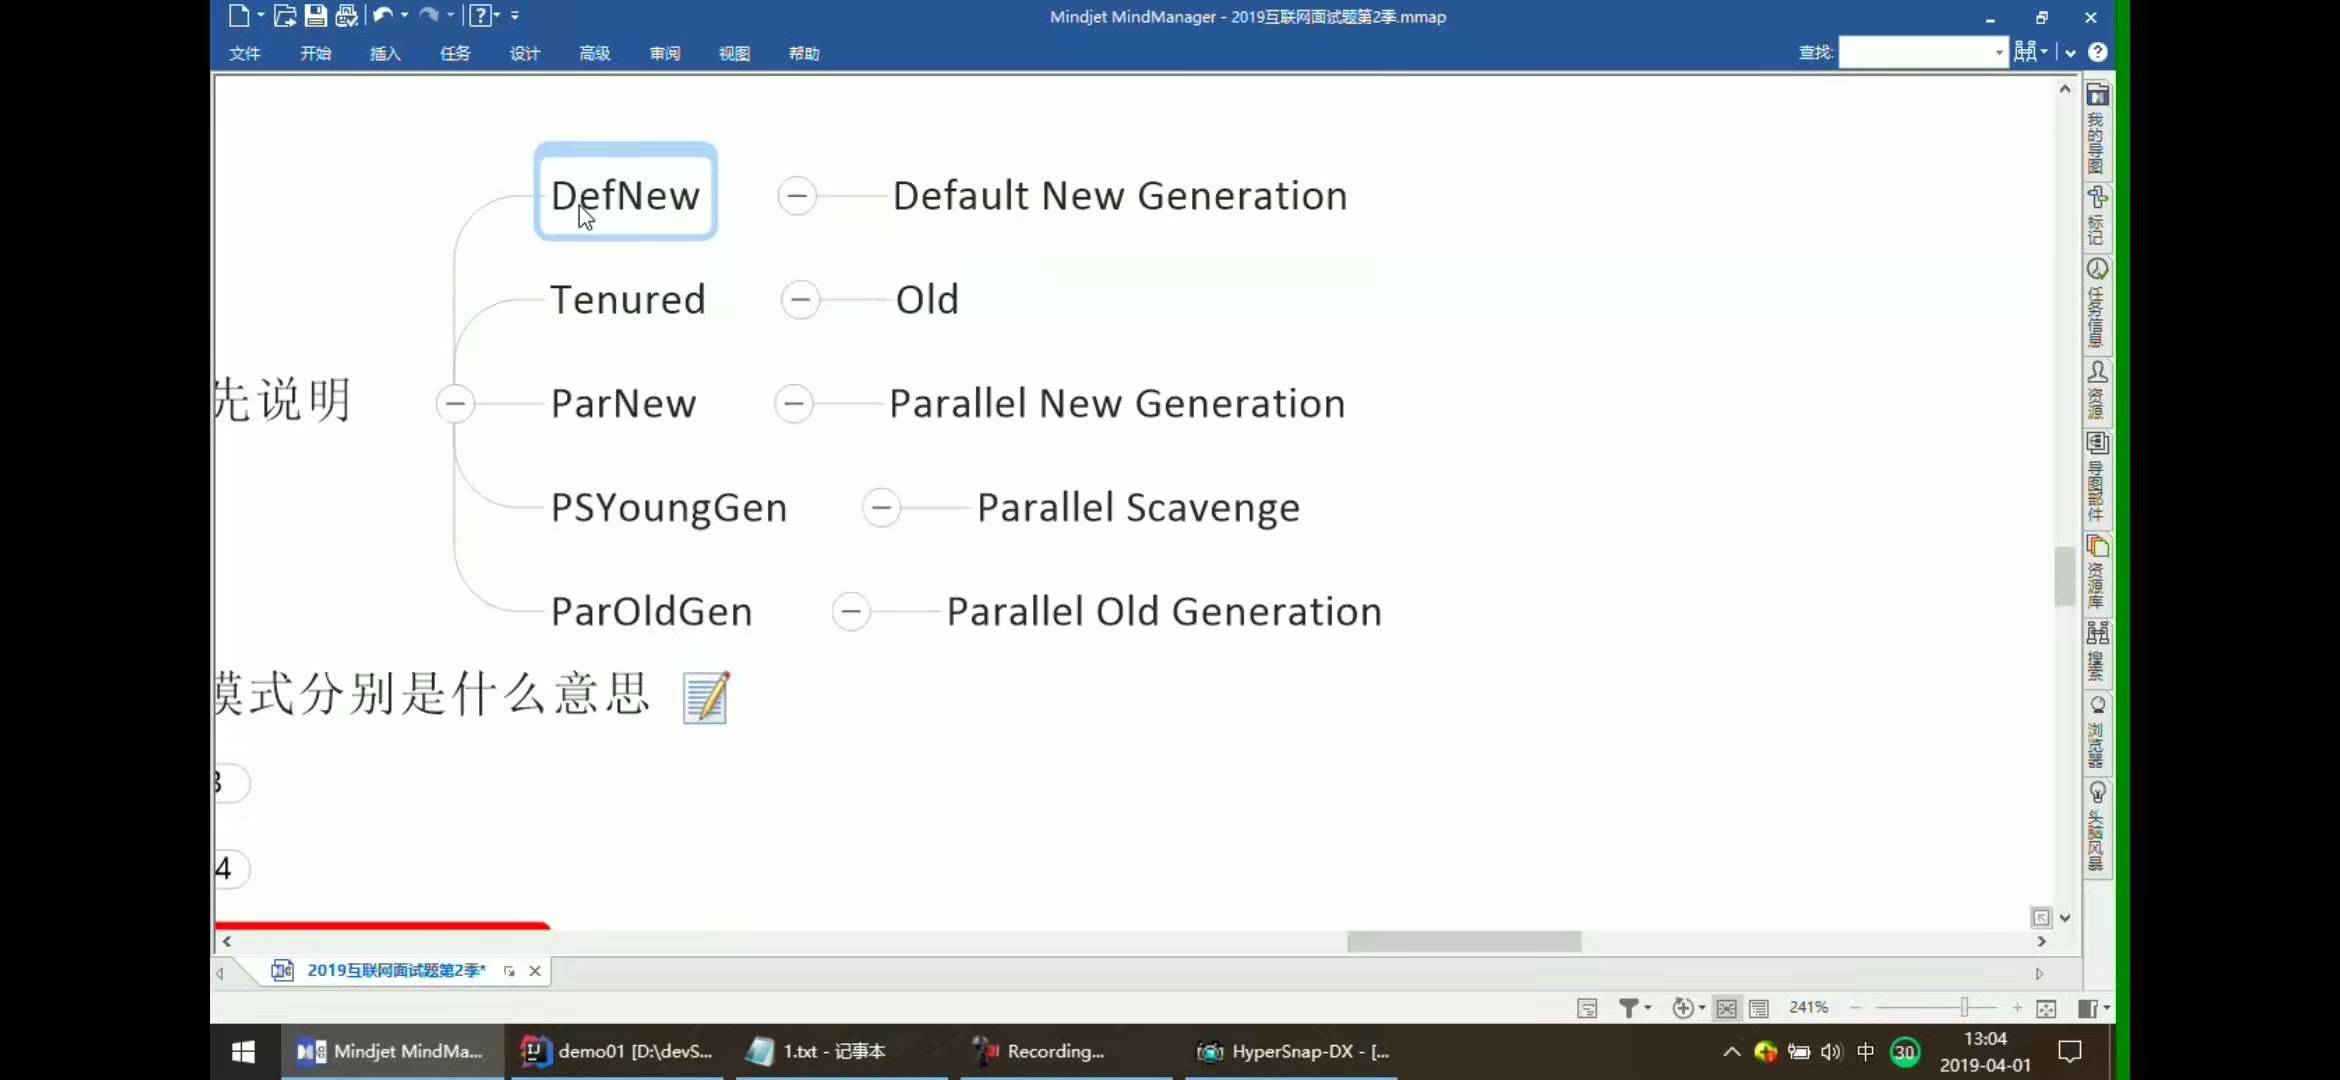 Mindjet MindManager - 2019互联网面试题第2季.mmap
文件 开始 插入 任务 设计 高级 审阅 视图 帮助
查找:
DefNew Default New Generation
Tenured Old
先说明
ParNew Parallel New Generation
PSYoungGen Parallel Scavenge
ParOldGen Parallel Old Generation
模式分别是什么意思
3
4
我的导图
标记
任务信息
资源
导图部件
资源库
搜索
浏览器
头脑风暴
2019互联网面试题第2季*
241%
Mindjet MindMa... demo01 [D:\devS... 1.txt - 记事本 Recording... HyperSnap-DX - [... 中 30 13:04
2019-04-01